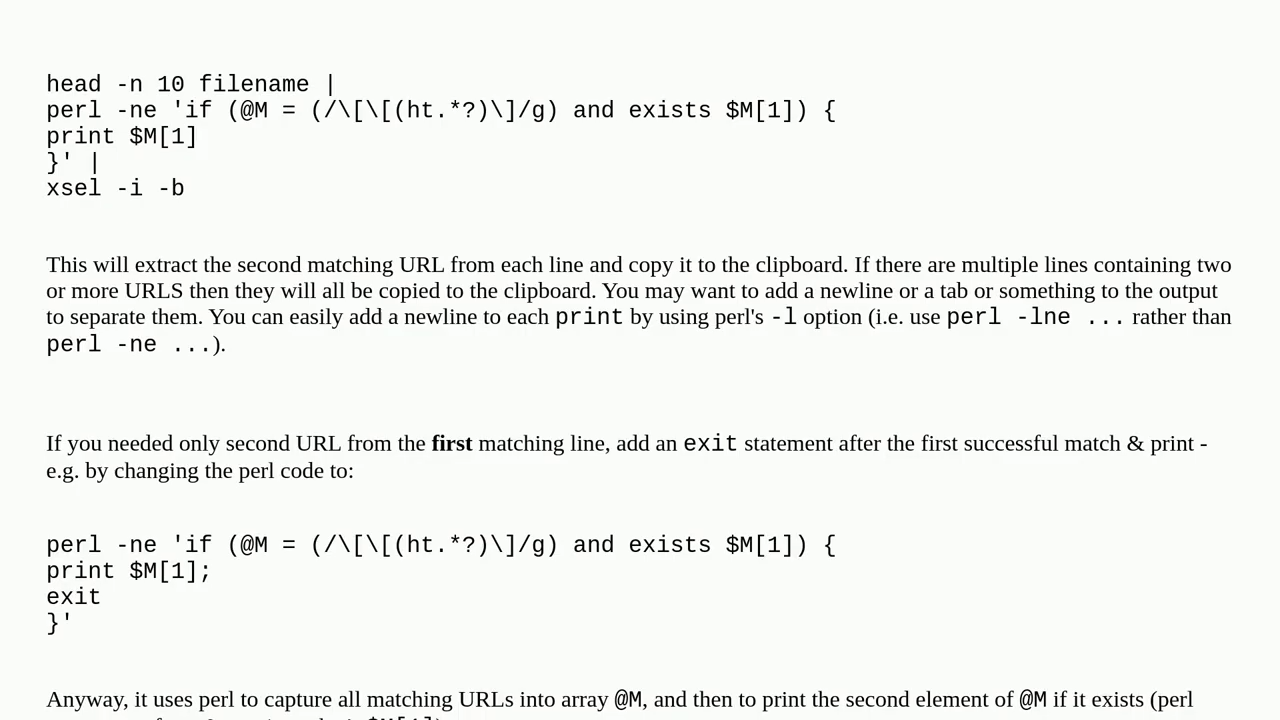 head -n 10 filename |
perl -ne 'if (@M = (/\[\[(ht.*?)\]/g) and exists $M[1]) {
print $M[1]
}' |
xsel -i -b
This will extract the second matching URL from each line and copy it to the clipboard. If there are multiple lines containing two
or more URLS then they will all be copied to the clipboard. You may want to add a newline or a tab or something to the output
to separate them. You can easily add a newline to each print by using perl's -l option (i.e. use perl -lne ... rather than
perl -ne ...).
If you needed only second URL from the first matching line, add an exit statement after the first successful match & print -
e.g. by changing the perl code to:
perl -ne 'if (@M = (/\[\[(ht.*?)\]/g) and exists $M[1]) {
print $M[1];
exit
}'
Anyway, it uses perl to capture all matching URLs into array @M, and then to print the second element of @M if it exists (perl